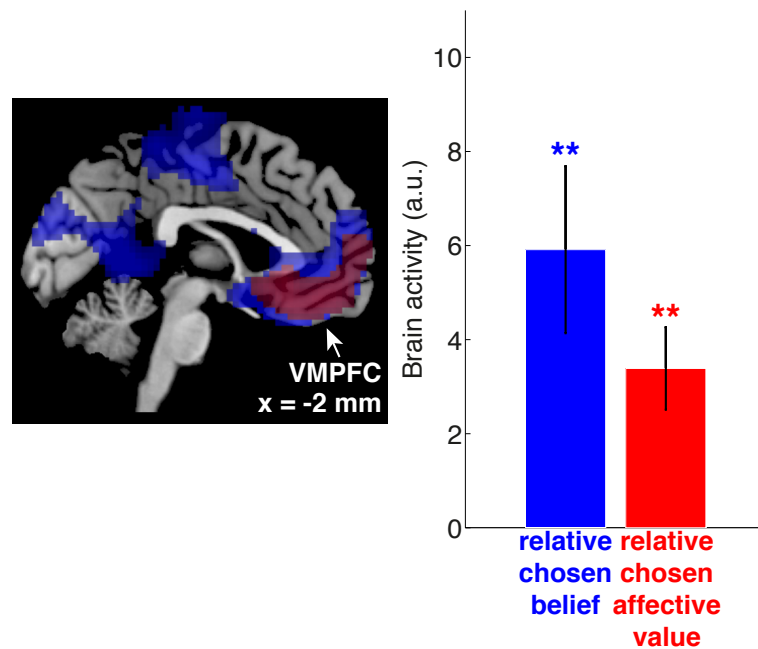 VMPFC
x = -2 mm
Brain activity (a.u.)
10
8
6
4
2
0
**
**
relative
chosen
belief
relative
chosen
affective
value